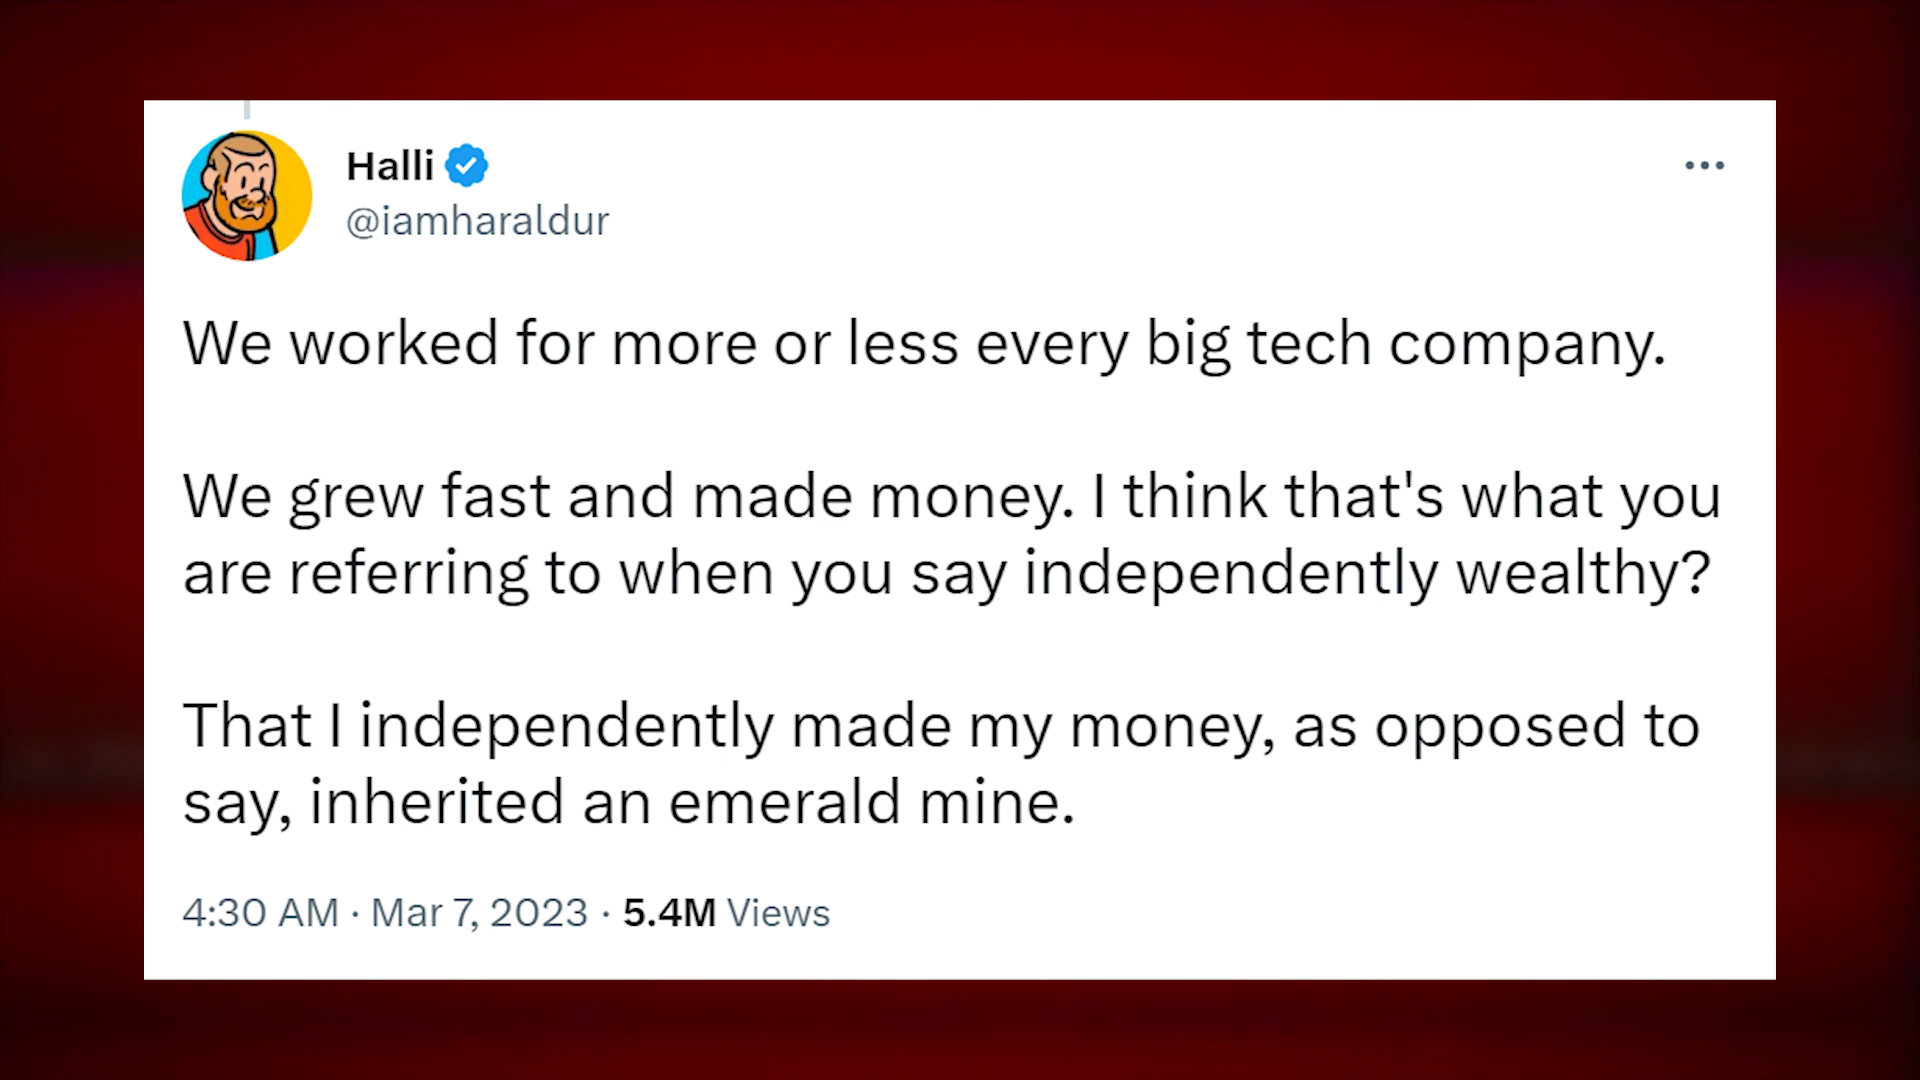 Halli
@iamharaldur
We worked for more or less every big tech company.
We grew fast and made money. I think that's what you
are referring to when you say independently wealthy?
That I independently made my money, as opposed to
say, inherited an emerald mine.
4:30 AM · Mar 7, 2023 · 5.4M Views